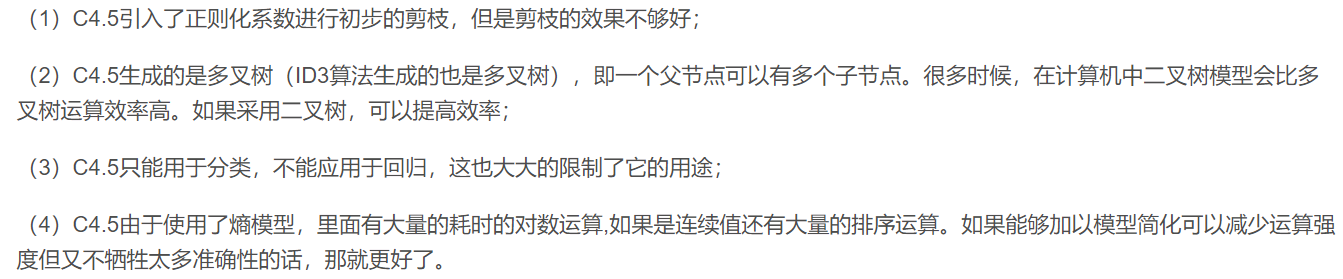 （1）C4.5引入了正则化系数进行初步的剪枝，但是剪枝的效果不够好；
（2）C4.5生成的是多叉树（ID3算法生成的也是多叉树），即一个父节点可以有多个子节点。很多时候，在计算机中二叉树模型会比多
叉树运算效率高。如果采用二叉树，可以提高效率；
（3）C4.5只能用于分类，不能应用于回归，这也大大的限制了它的用途；
（4）C4.5由于使用了熵模型，里面有大量的耗时的对数运算,如果是连续值还有大量的排序运算。如果能够加以模型简化可以减少运算强
度但又不牺牲太多准确性的话，那就更好了。